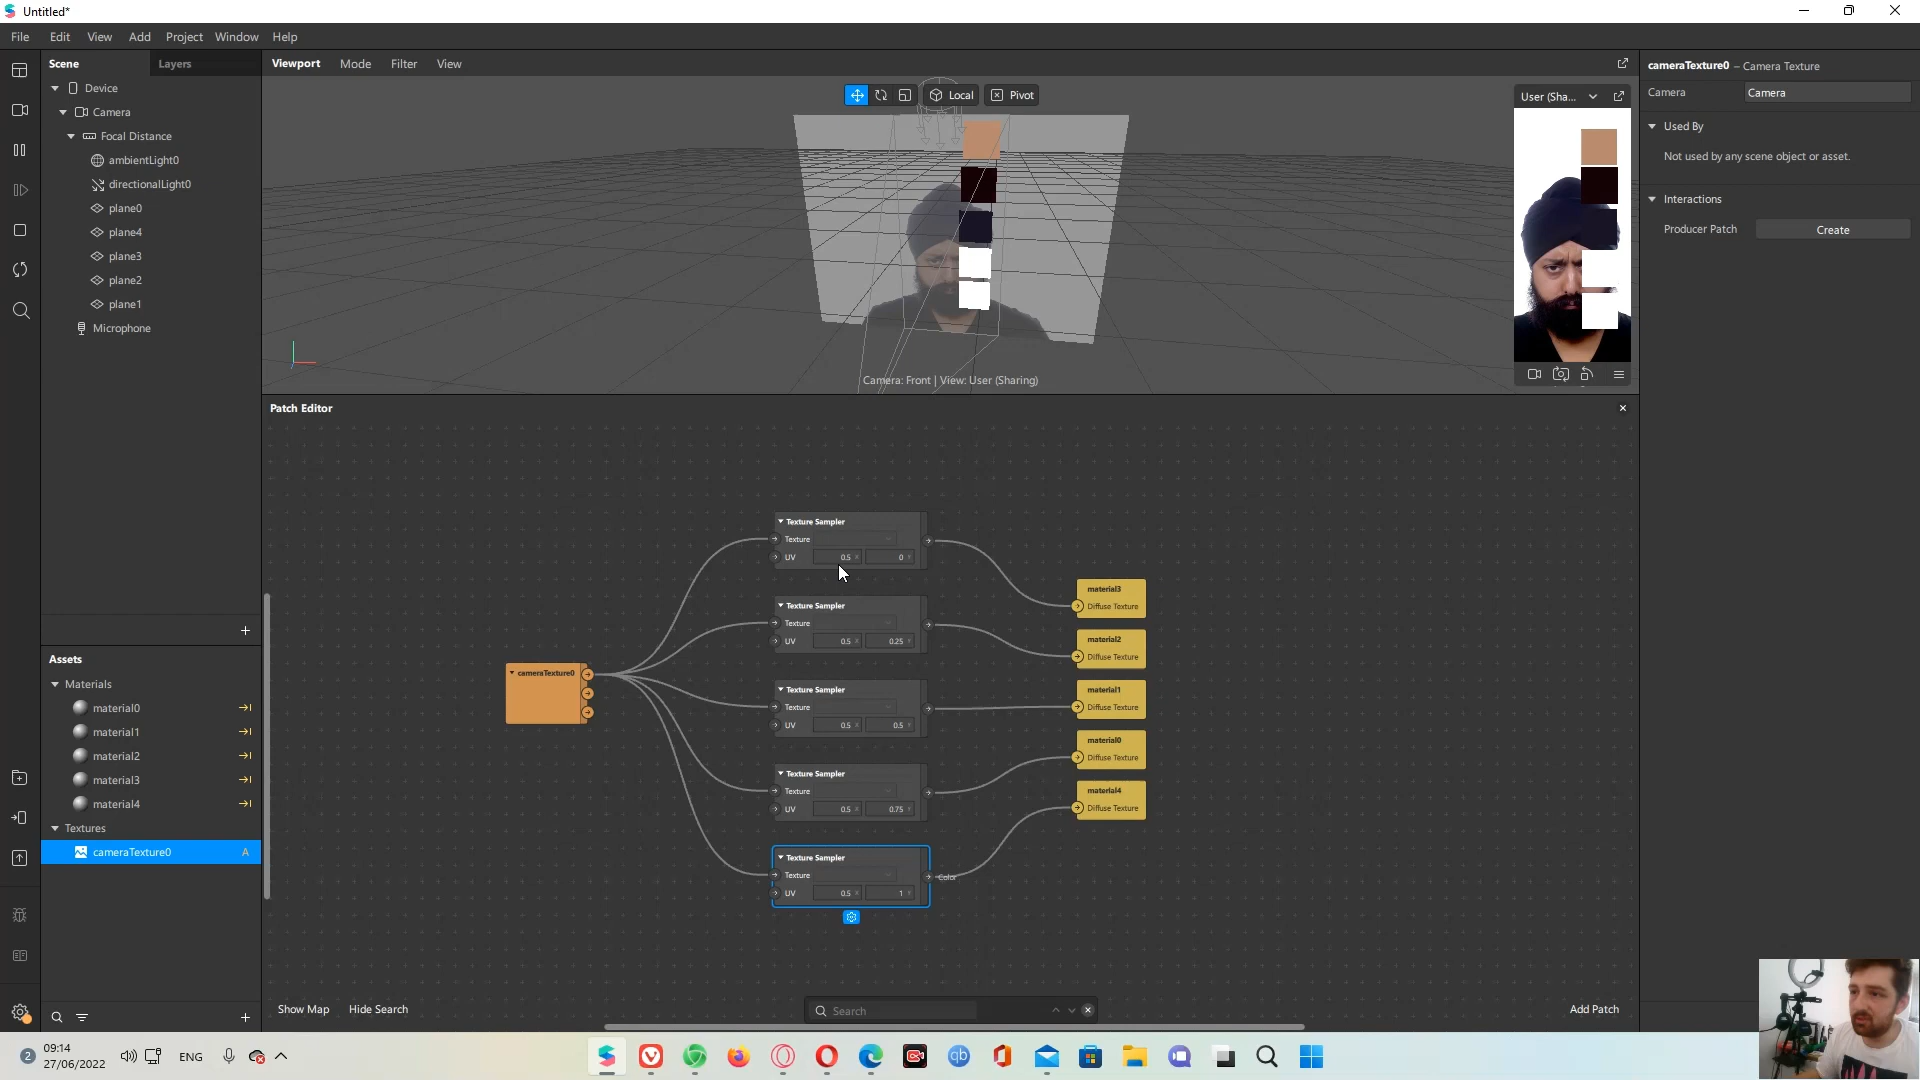 Untitled*
File Edit View Add Project Window Help
Scene Layers
Device
Camera
Focal Distance
ambientLight0
directionalLight0
plane0
plane4
plane3
plane2
plane1
Microphone
Assets
Materials
material0
material1
material2
material3
material4
Textures
cameraTexture0 A
Viewport Mode Filter View
Local Pivot
Camera: Front | View: User (Sharing)
User (Sha...
Patch Editor
cameraTexture0
Texture Sampler
Texture
UV 0.5 X 0 Y
Texture Sampler
Texture
UV 0.5 X 0.25 Y
Texture Sampler
Texture
UV 0.5 X 0.5 Y
Texture Sampler
Texture
UV 0.5 X 0.75 Y
Texture Sampler
Texture
UV 0.5 X 1 Y
Color
material3
Diffuse Texture
material2
Diffuse Texture
material1
Diffuse Texture
material0
Diffuse Texture
material4
Diffuse Texture
Show Map Hide Search
Search
Add Patch
cameraTexture0 – Camera Texture
Camera Camera
Used By
Not used by any scene object or asset.
Interactions
Producer Patch Create
2 09:14
27/06/2022
ENG
qb